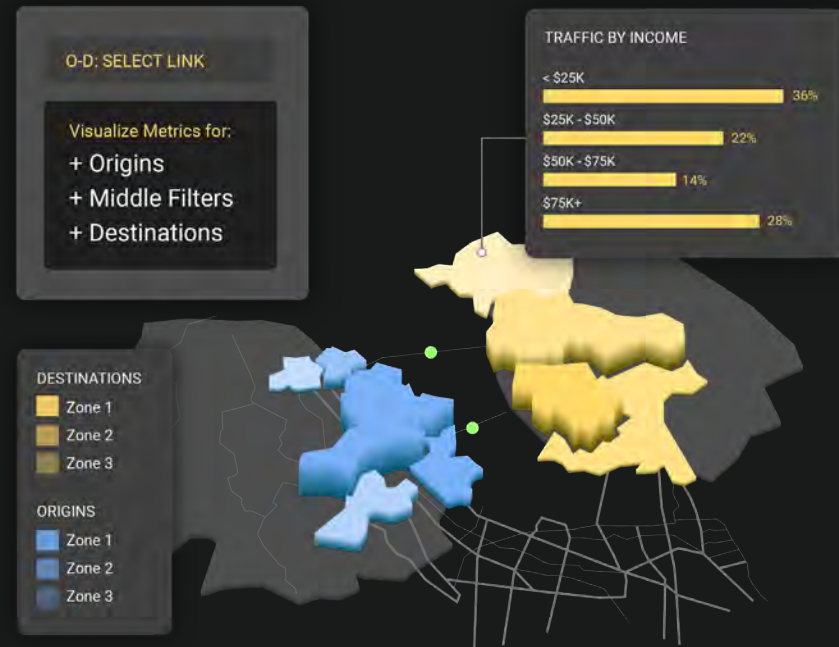 O-D: SELECT LINK
Visualize Metrics for:
+ Origins
+ Middle Filters
+ Destinations
TRAFFIC BY INCOME
< $25K
36%
$25K - $50K
22%
$50K - $75K
14%
$75K+
28%
DESTINATIONS
Zone 1
Zone 2
Zone 3
ORIGINS
Zone 1
Zone 2
Zone 3